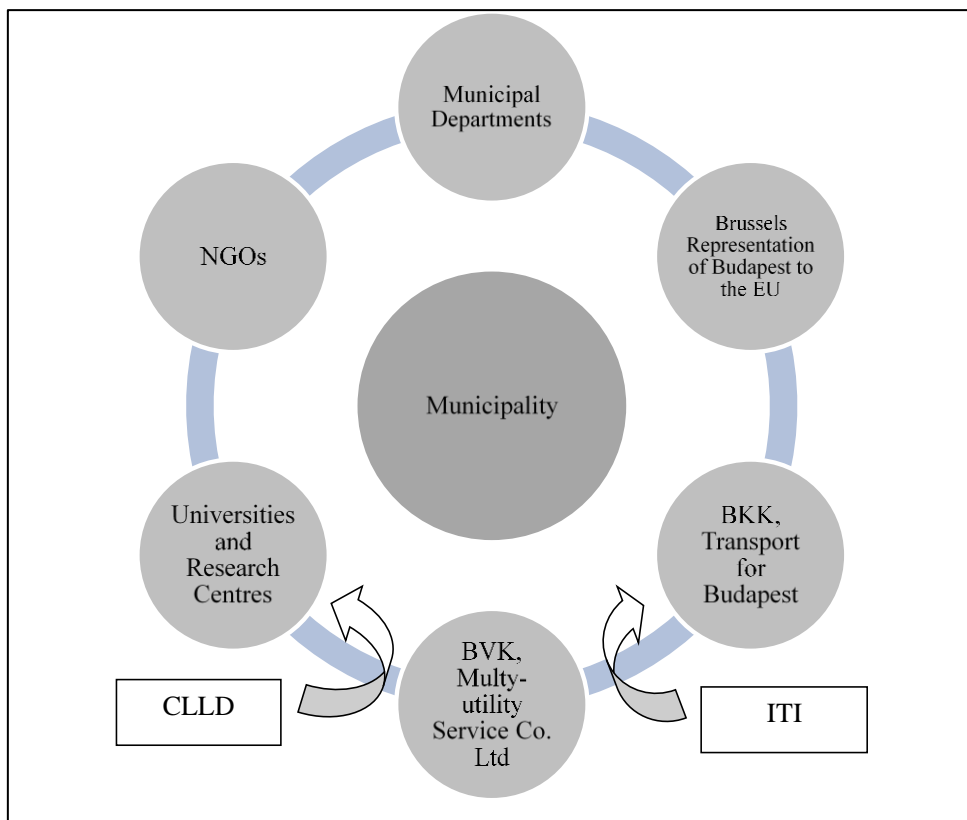 Municipal
Departments
Brussels
Representation
of Budapest to
the EU
NGOs
Municipality
Universities
and
Research
Centres
BKK,
Transport
for
Budapest
BVK,
Multy-
utility
Service Co.
Ltd
CLLD
ITI